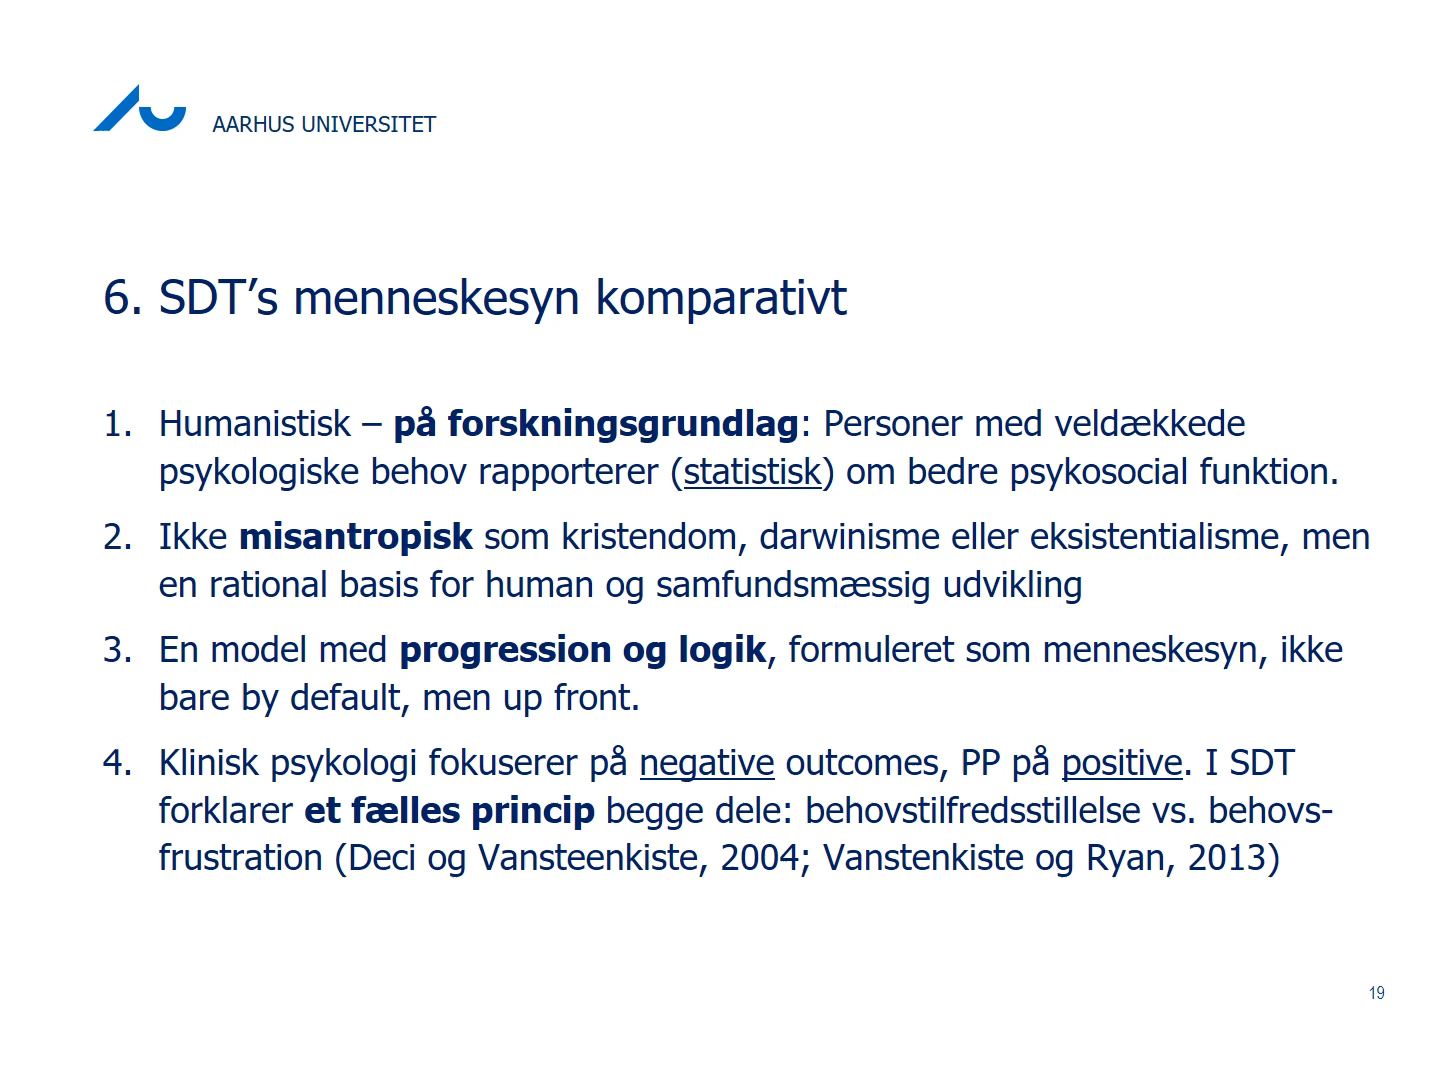 AARHUS UNIVERSITET
6. SDT’s menneskesyn komparativt
1. Humanistisk – på forskningsgrundlag: Personer med veldækkede
psykologiske behov rapporterer (statistisk) om bedre psykosocial funktion.
2. Ikke misantropisk som kristendom, darwinisme eller eksistentialisme, men
en rational basis for human og samfundsmæssig udvikling
3. En model med progression og logik, formuleret som menneskesyn, ikke
bare by default, men up front.
4. Klinisk psykologi fokuserer på negative outcomes, PP på positive. I SDT
forklarer et fælles princip begge dele: behovstilfredsstillelse vs. behovs-
frustration (Deci og Vansteenkiste, 2004; Vanstenkiste og Ryan, 2013)
19